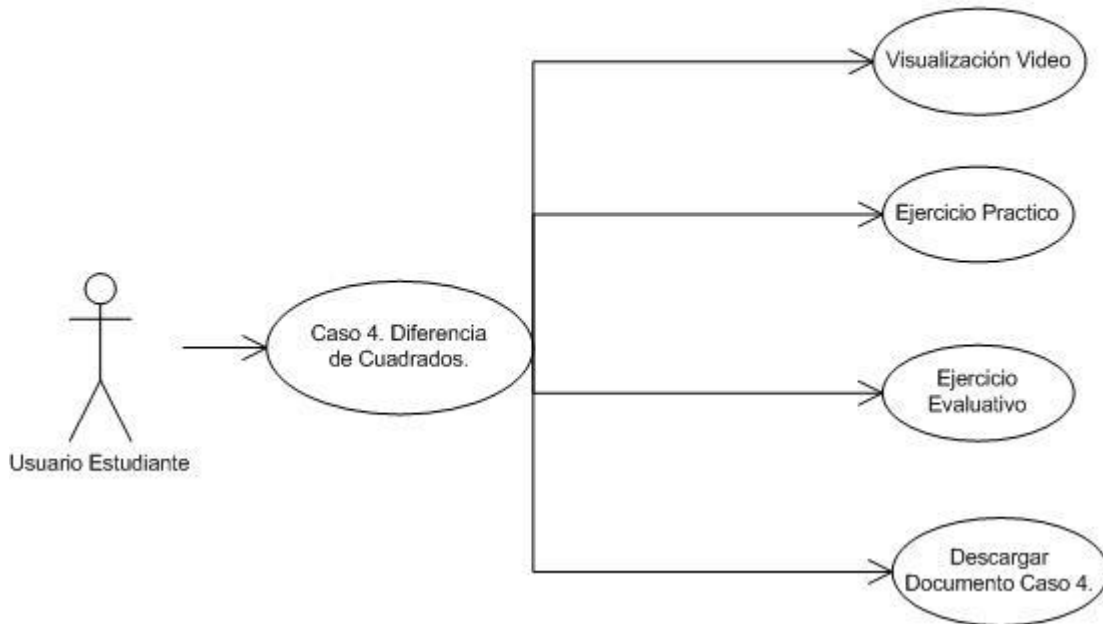 Visualización Video
Ejercicio Practico
Caso 4. Diferencia
de Cuadrados.
Ejercicio
Evaluativo
Usuario Estudiante
Descargar
Documento Caso 4.